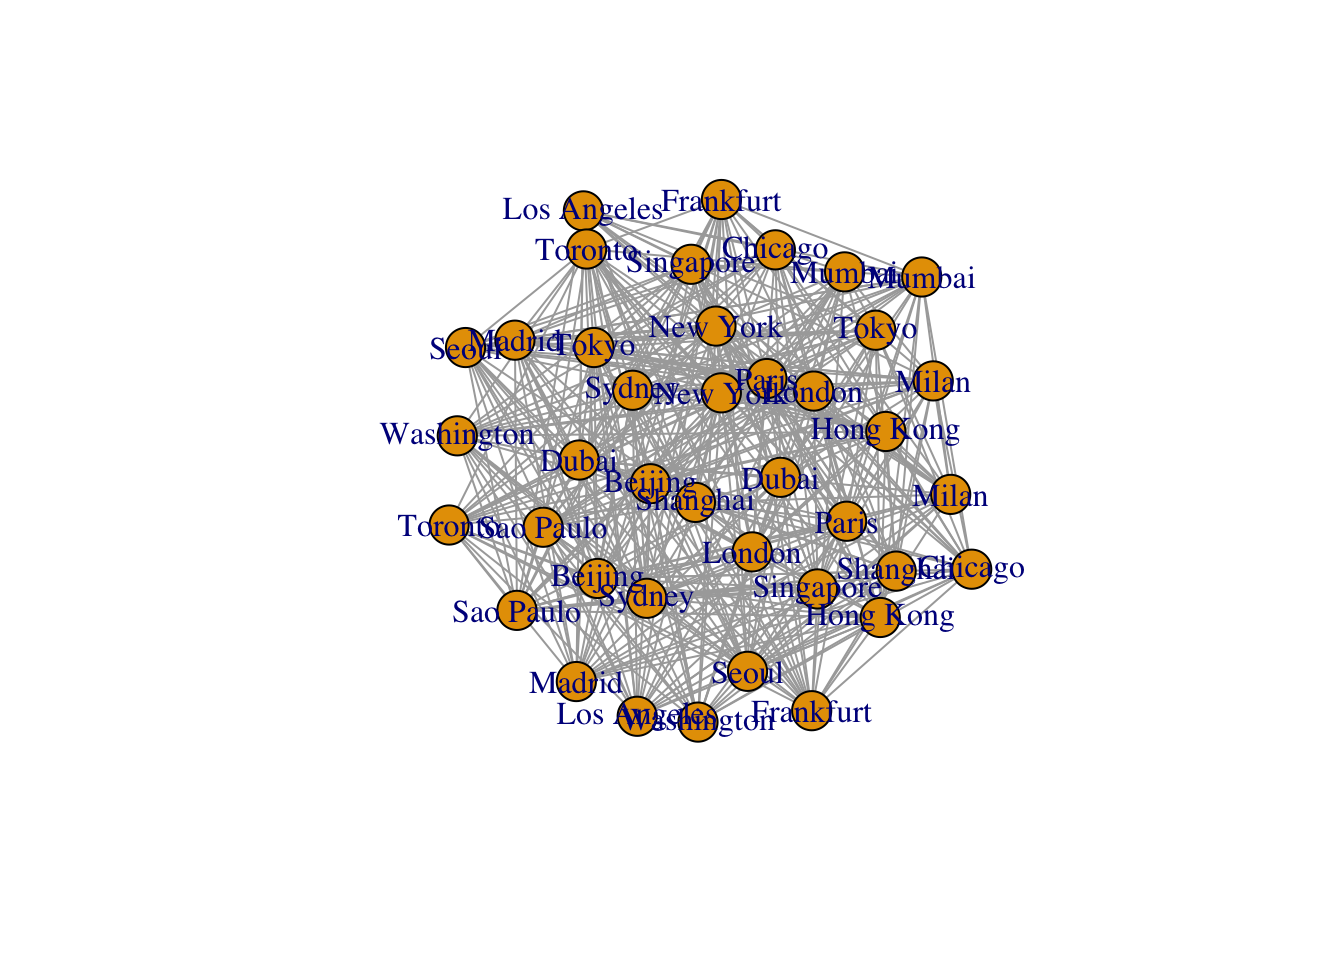 Frankfurt
Los Angeles
Chicago
Toronto
Singapore
Mumbai
Mumbai
New York
Tokyo
Madrid
Tokyo
Seoul
Paris
Milan
Sydney
New York
London
Hong Kong
Washington
Dubai
Dubai
Beijing
Milan
Shanghai
Paris
Toronto
Sao Paulo
London
Shanghai
Chicago
Beijing
Singapore
Sydney
Sao Paulo
Hong Kong
Seoul
Madrid
Frankfurt
Los Angeles
Washington